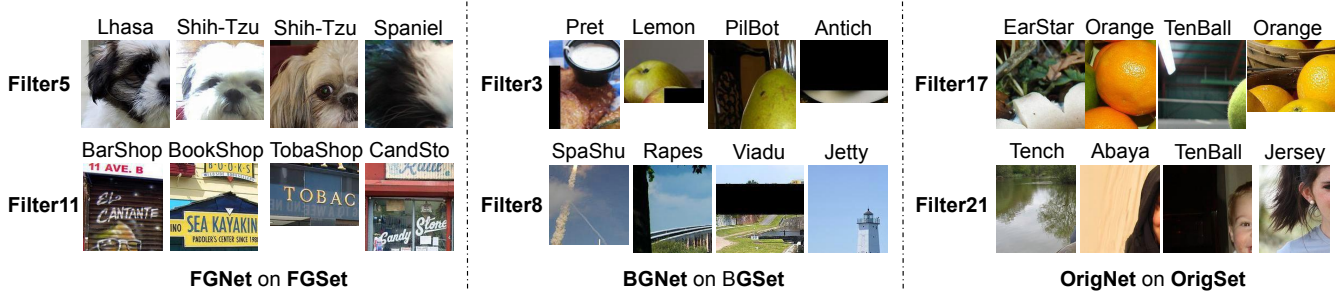 Lhasa Shih-Tzu Shih-Tzu Spaniel
Filter5
BarShop BookShop TobaShop CandSto
Filter11
11 AVE. B
EL
CANTANTE
BOOKS
SEA KAYAKIN
PADDLER'S CENTER SINCE 198
INO
TOBAC
Candy Store
FGNet on FGSet
Pret Lemon PilBot Antich
Filter3
SpaShu Rapes Viadu Jetty
Filter8
BGNet on BGSet
EarStar Orange TenBall Orange
Filter17
Tench Abaya TenBall Jersey
Filter21
OrigNet on OrigSet